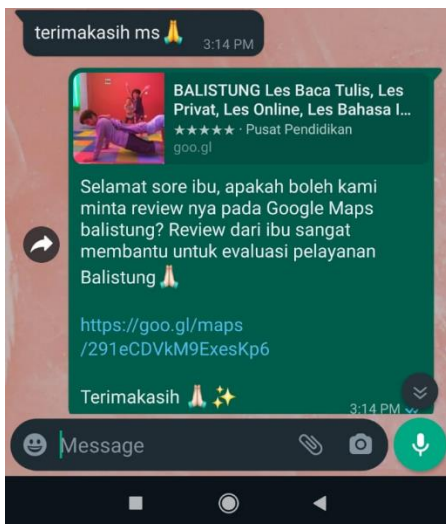 terimakasih ms🙏
3:14 PM
BALISTUNG Les Baca Tulis, Les
Privat, Les Online, Les Bahasa I...
★★★★★ · Pusat Pendidikan
goo.gl
Selamat sore ibu, apakah boleh kami
minta review nya pada Google Maps
balistung? Review dari ibu sangat
membantu untuk evaluasi pelayanan
Balistung 🙏🏻
https://goo.gl/maps
/291eCDVkM9ExesKp6
Terimakasih 🙏🏻 ✨
3:14 PM
Message